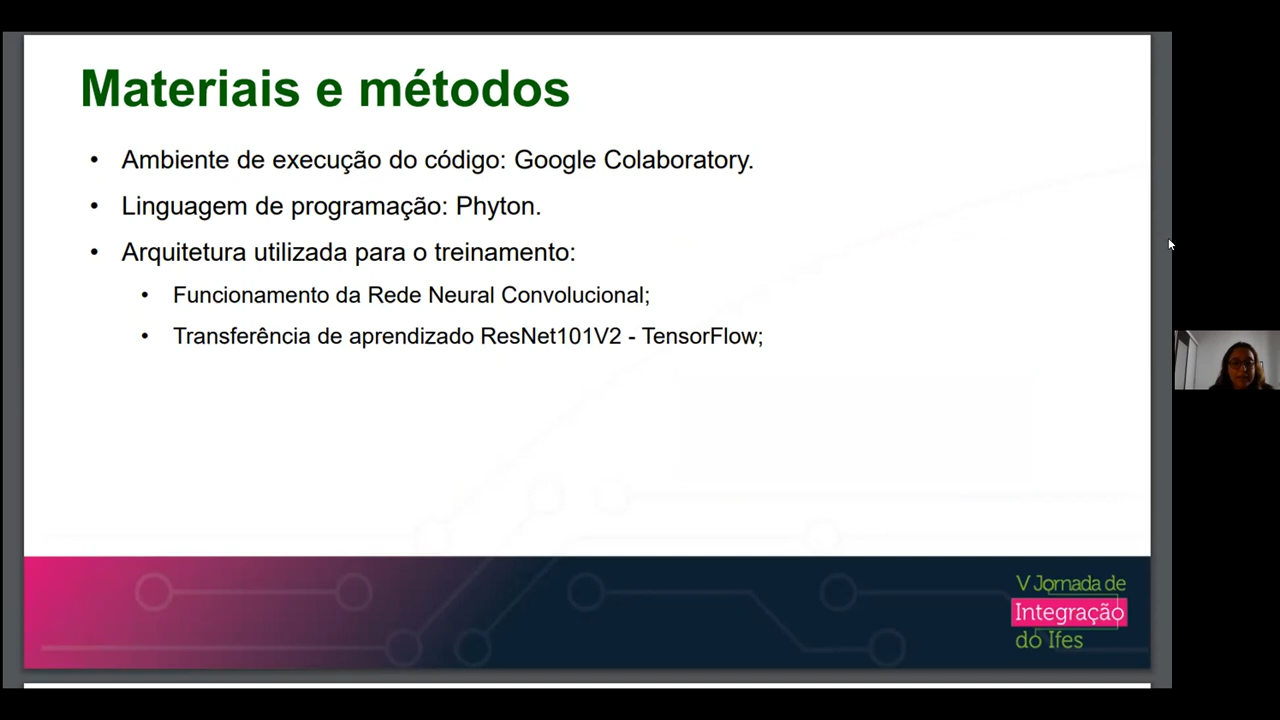 Materiais e métodos
• Ambiente de execução do código: Google Colaboratory.
• Linguagem de programação: Phyton.
• Arquitetura utilizada para o treinamento:
• Funcionamento da Rede Neural Convolucional;
• Transferência de aprendizado ResNet101V2 - TensorFlow;
V Jornada de
Integração
do Ifes